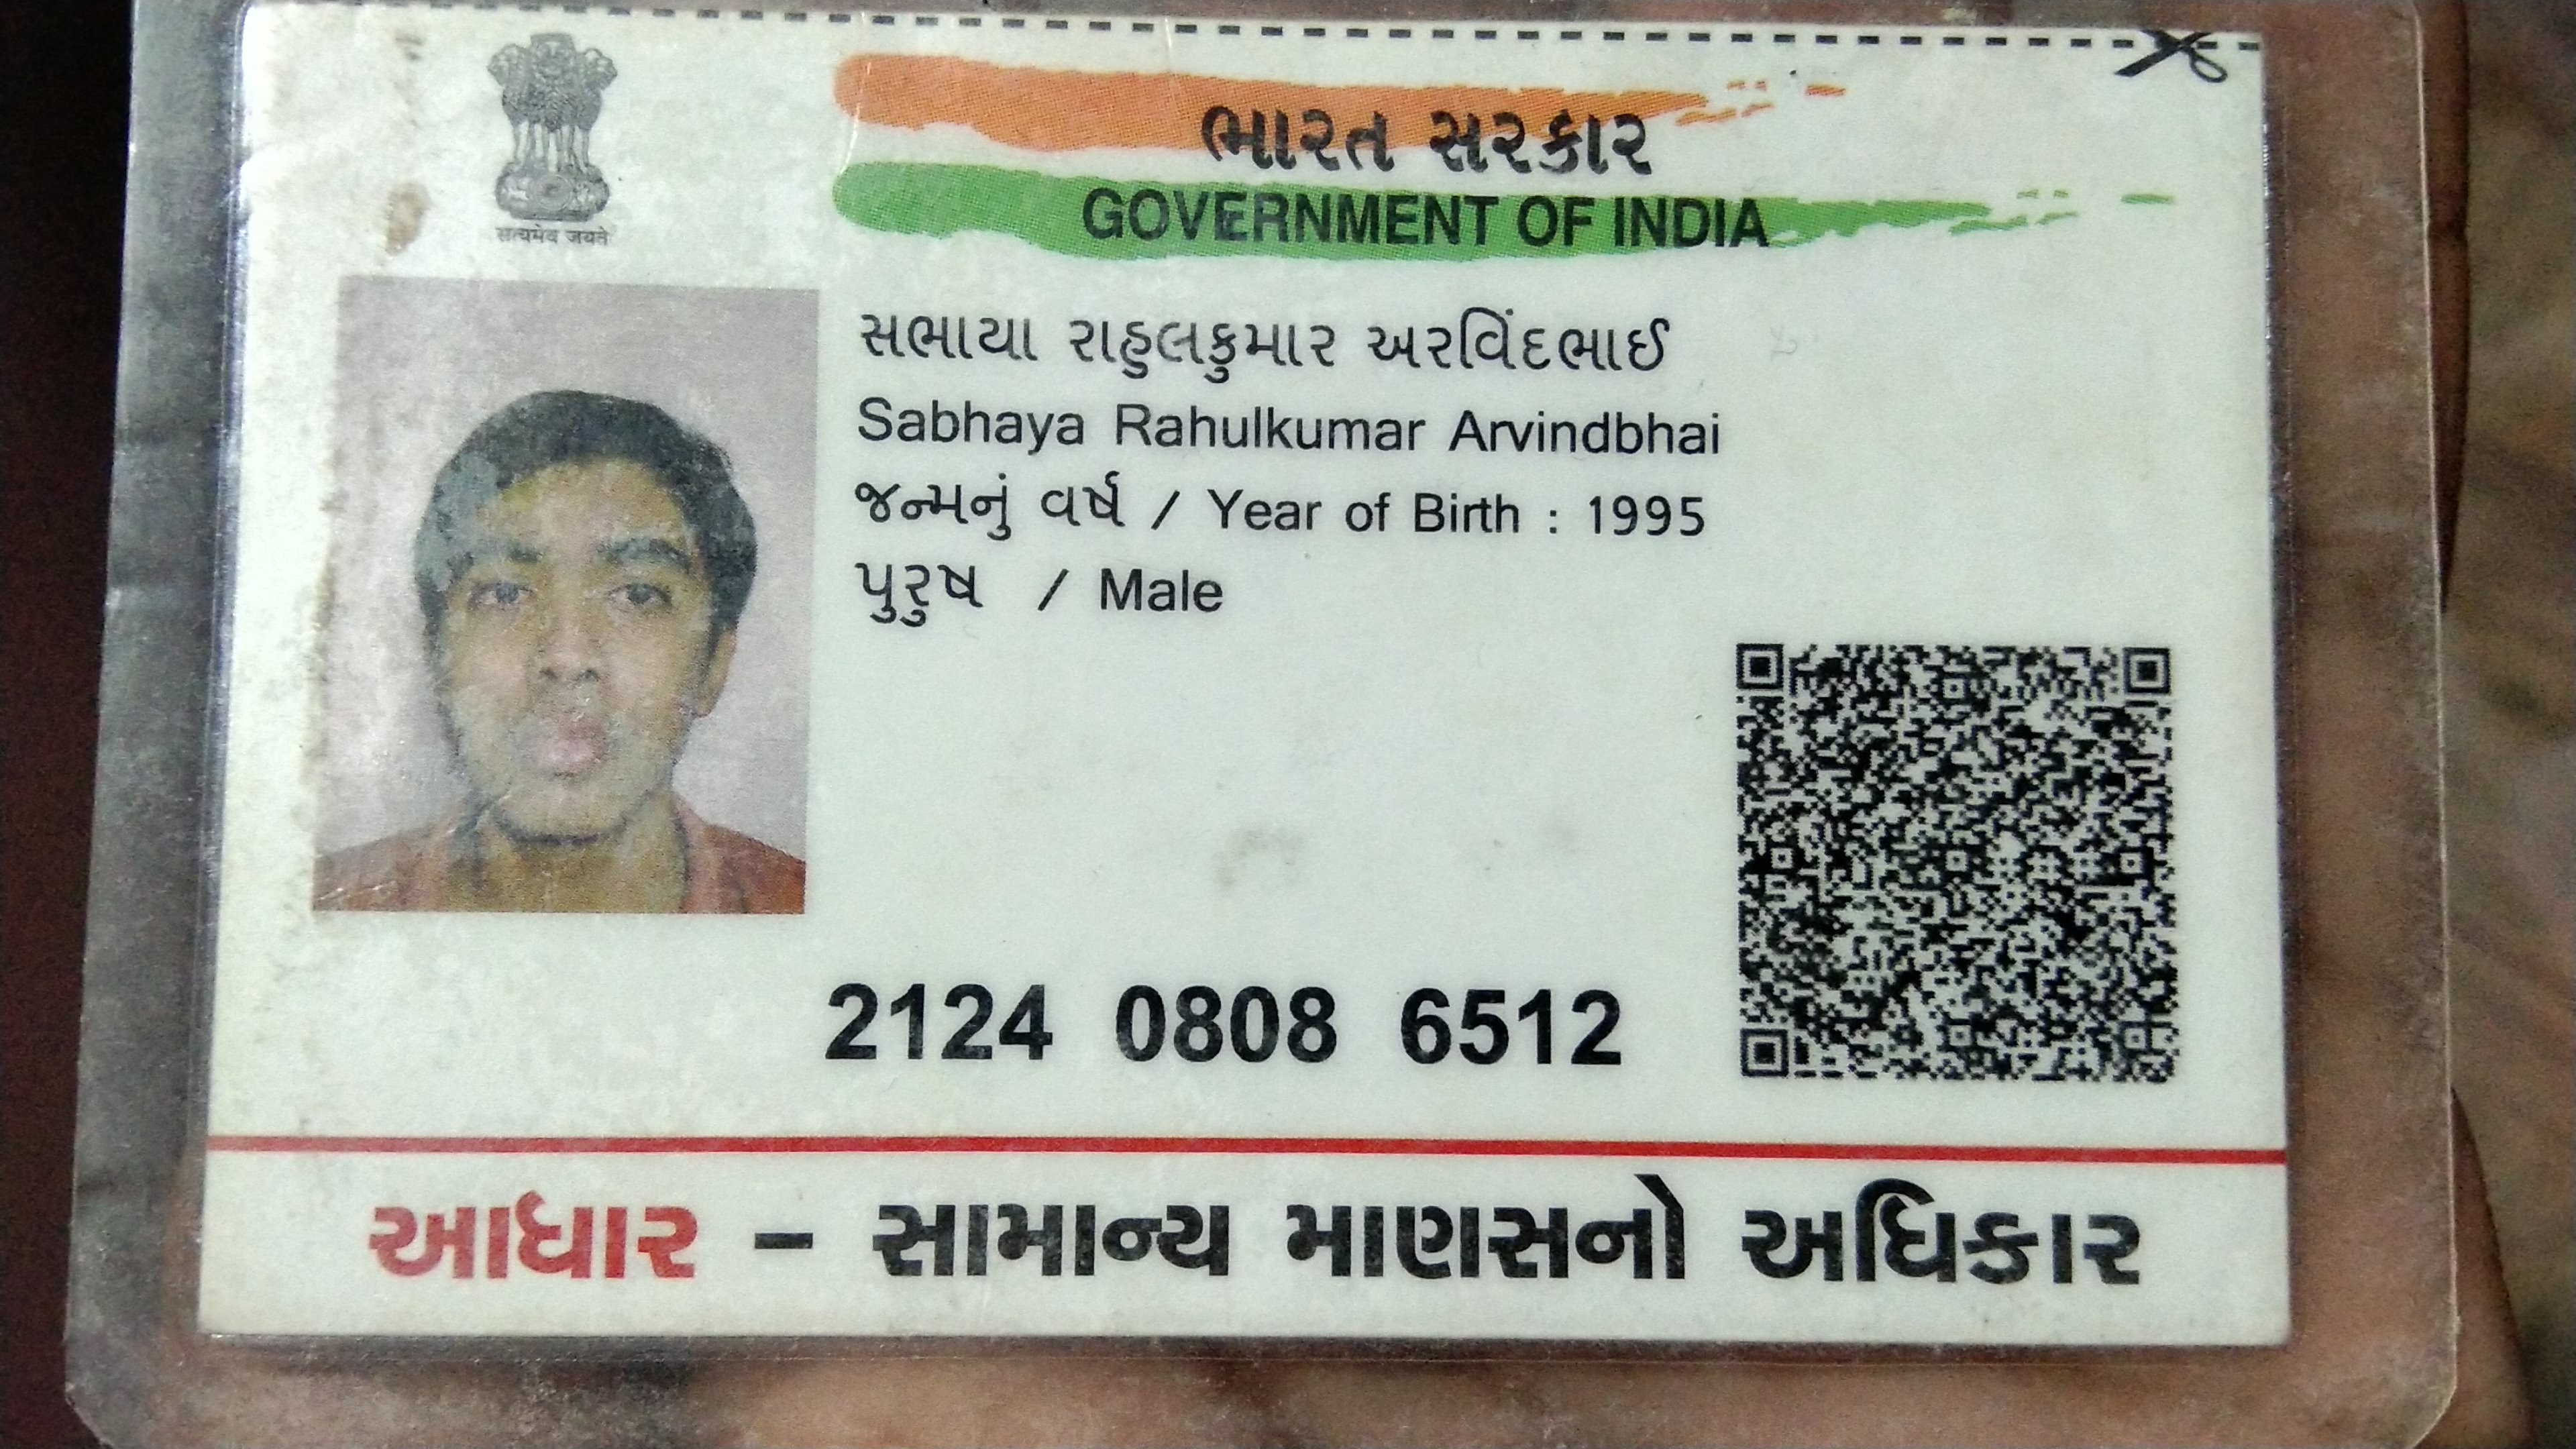 सत्यमेव जयते
ભારત સરકાર
GOVERNMENT OF INDIA
સભાયા રાહુલકુમાર અરવિંદભાઈ
Sabhaya Rahulkumar Arvindbhai
જન્મનું વર્ષ / Year of Birth : 1995
પુરુષ / Male
2124 0808 6512
આધાર – સામાન્ય માણસનો અધિકાર